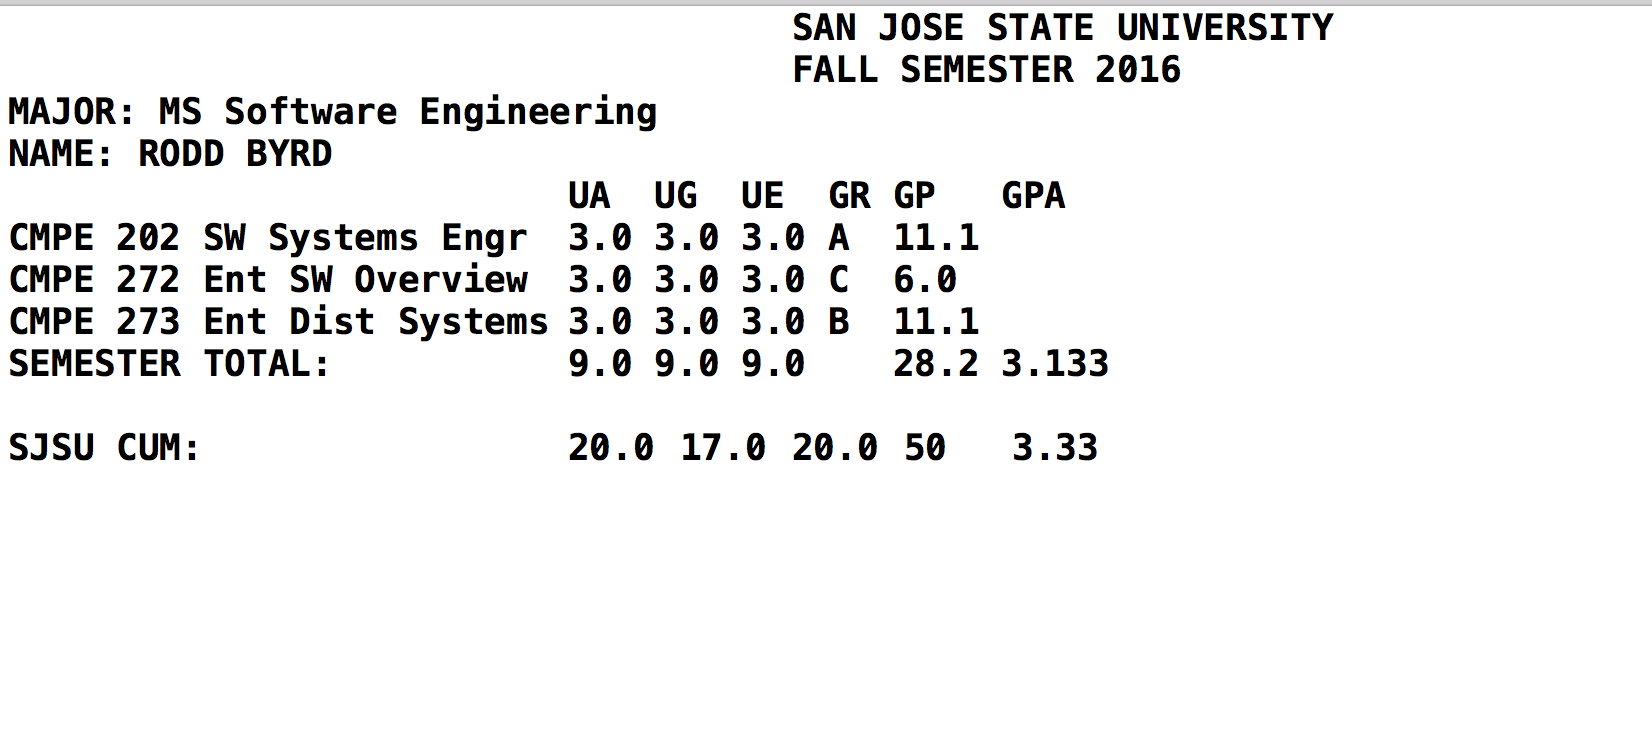 SAN JOSE STATE UNIVERSITY
FALL SEMESTER 2016
MAJOR: MS Software Engineering
NAME: RODD BYRD
UA UG UE GR GP GPA
CMPE 202 SW Systems Engr 3.0 3.0 3.0 A 11.1
CMPE 272 Ent SW Overview 3.0 3.0 3.0 C 6.0
CMPE 273 Ent Dist Systems 3.0 3.0 3.0 B 11.1
SEMESTER TOTAL: 9.0 9.0 9.0 28.2 3.133
SJSU CUM: 20.0 17.0 20.0 50 3.33